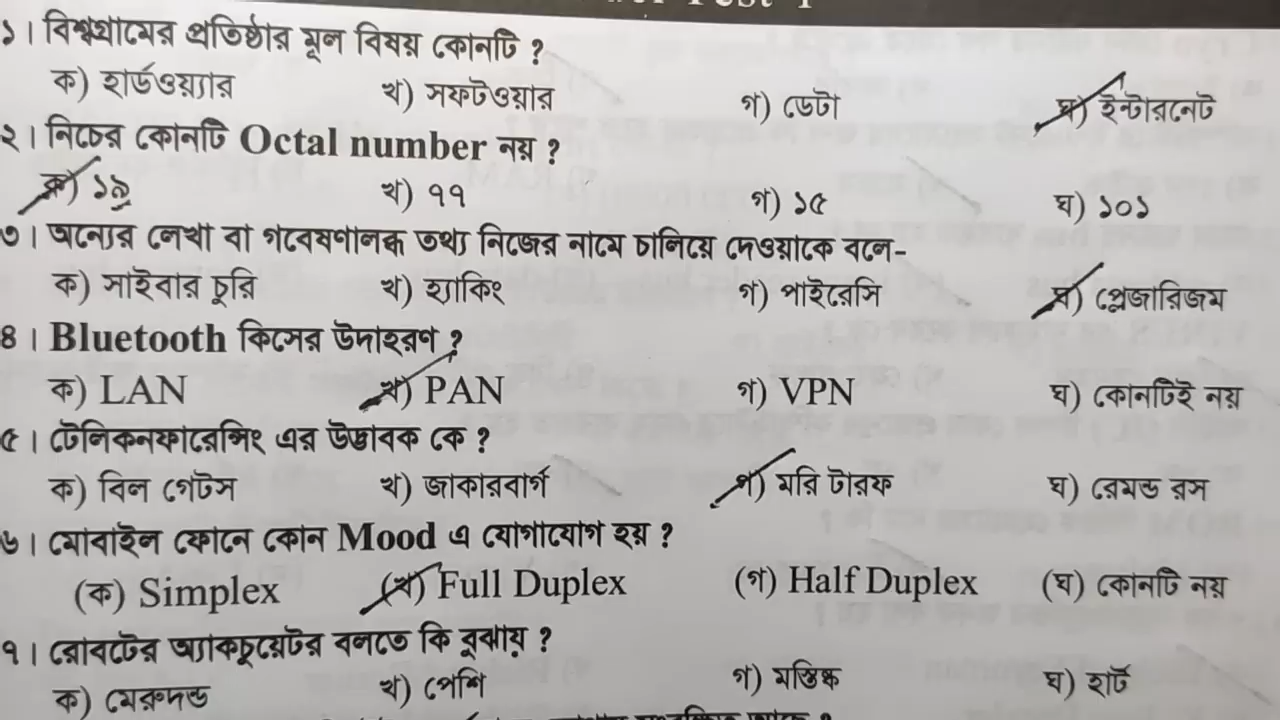 Test-1
১। বিশ্বগ্রামের প্রতিষ্ঠার মূল বিষয় কোনটি ?
ক) হার্ডওয়্যার খ) সফটওয়ার গ) ডেটা ঘ) ইন্টারনেট
২। নিচের কোনটি Octal number নয় ?
ক) ১৯ খ) ৭৭ গ) ১৫ ঘ) ১০১
৩। অন্যের লেখা বা গবেষণালব্ধ তথ্য নিজের নামে চালিয়ে দেওয়াকে বলে-
ক) সাইবার চুরি খ) হ্যাকিং গ) পাইরেসি ঘ) প্লেজারিজম
৪। Bluetooth কিসের উদাহরণ ?
ক) LAN খ) PAN গ) VPN ঘ) কোনটিই নয়
৫। টেলিকনফারেন্সিং এর উদ্ভাবক কে ?
ক) বিল গেটস খ) জাকারবার্গ গ) মরি টারফ ঘ) রেমন্ড রস
৬। মোবাইল ফোনে কোন Mood এ যোগাযোগ হয় ?
(ক) Simplex (খ) Full Duplex (গ) Half Duplex (ঘ) কোনটি নয়
৭। রোবটের অ্যাকচুয়েটর বলতে কি বুঝায় ?
ক) মেরুদন্ড খ) পেশি গ) মস্তিষ্ক ঘ) হার্ট